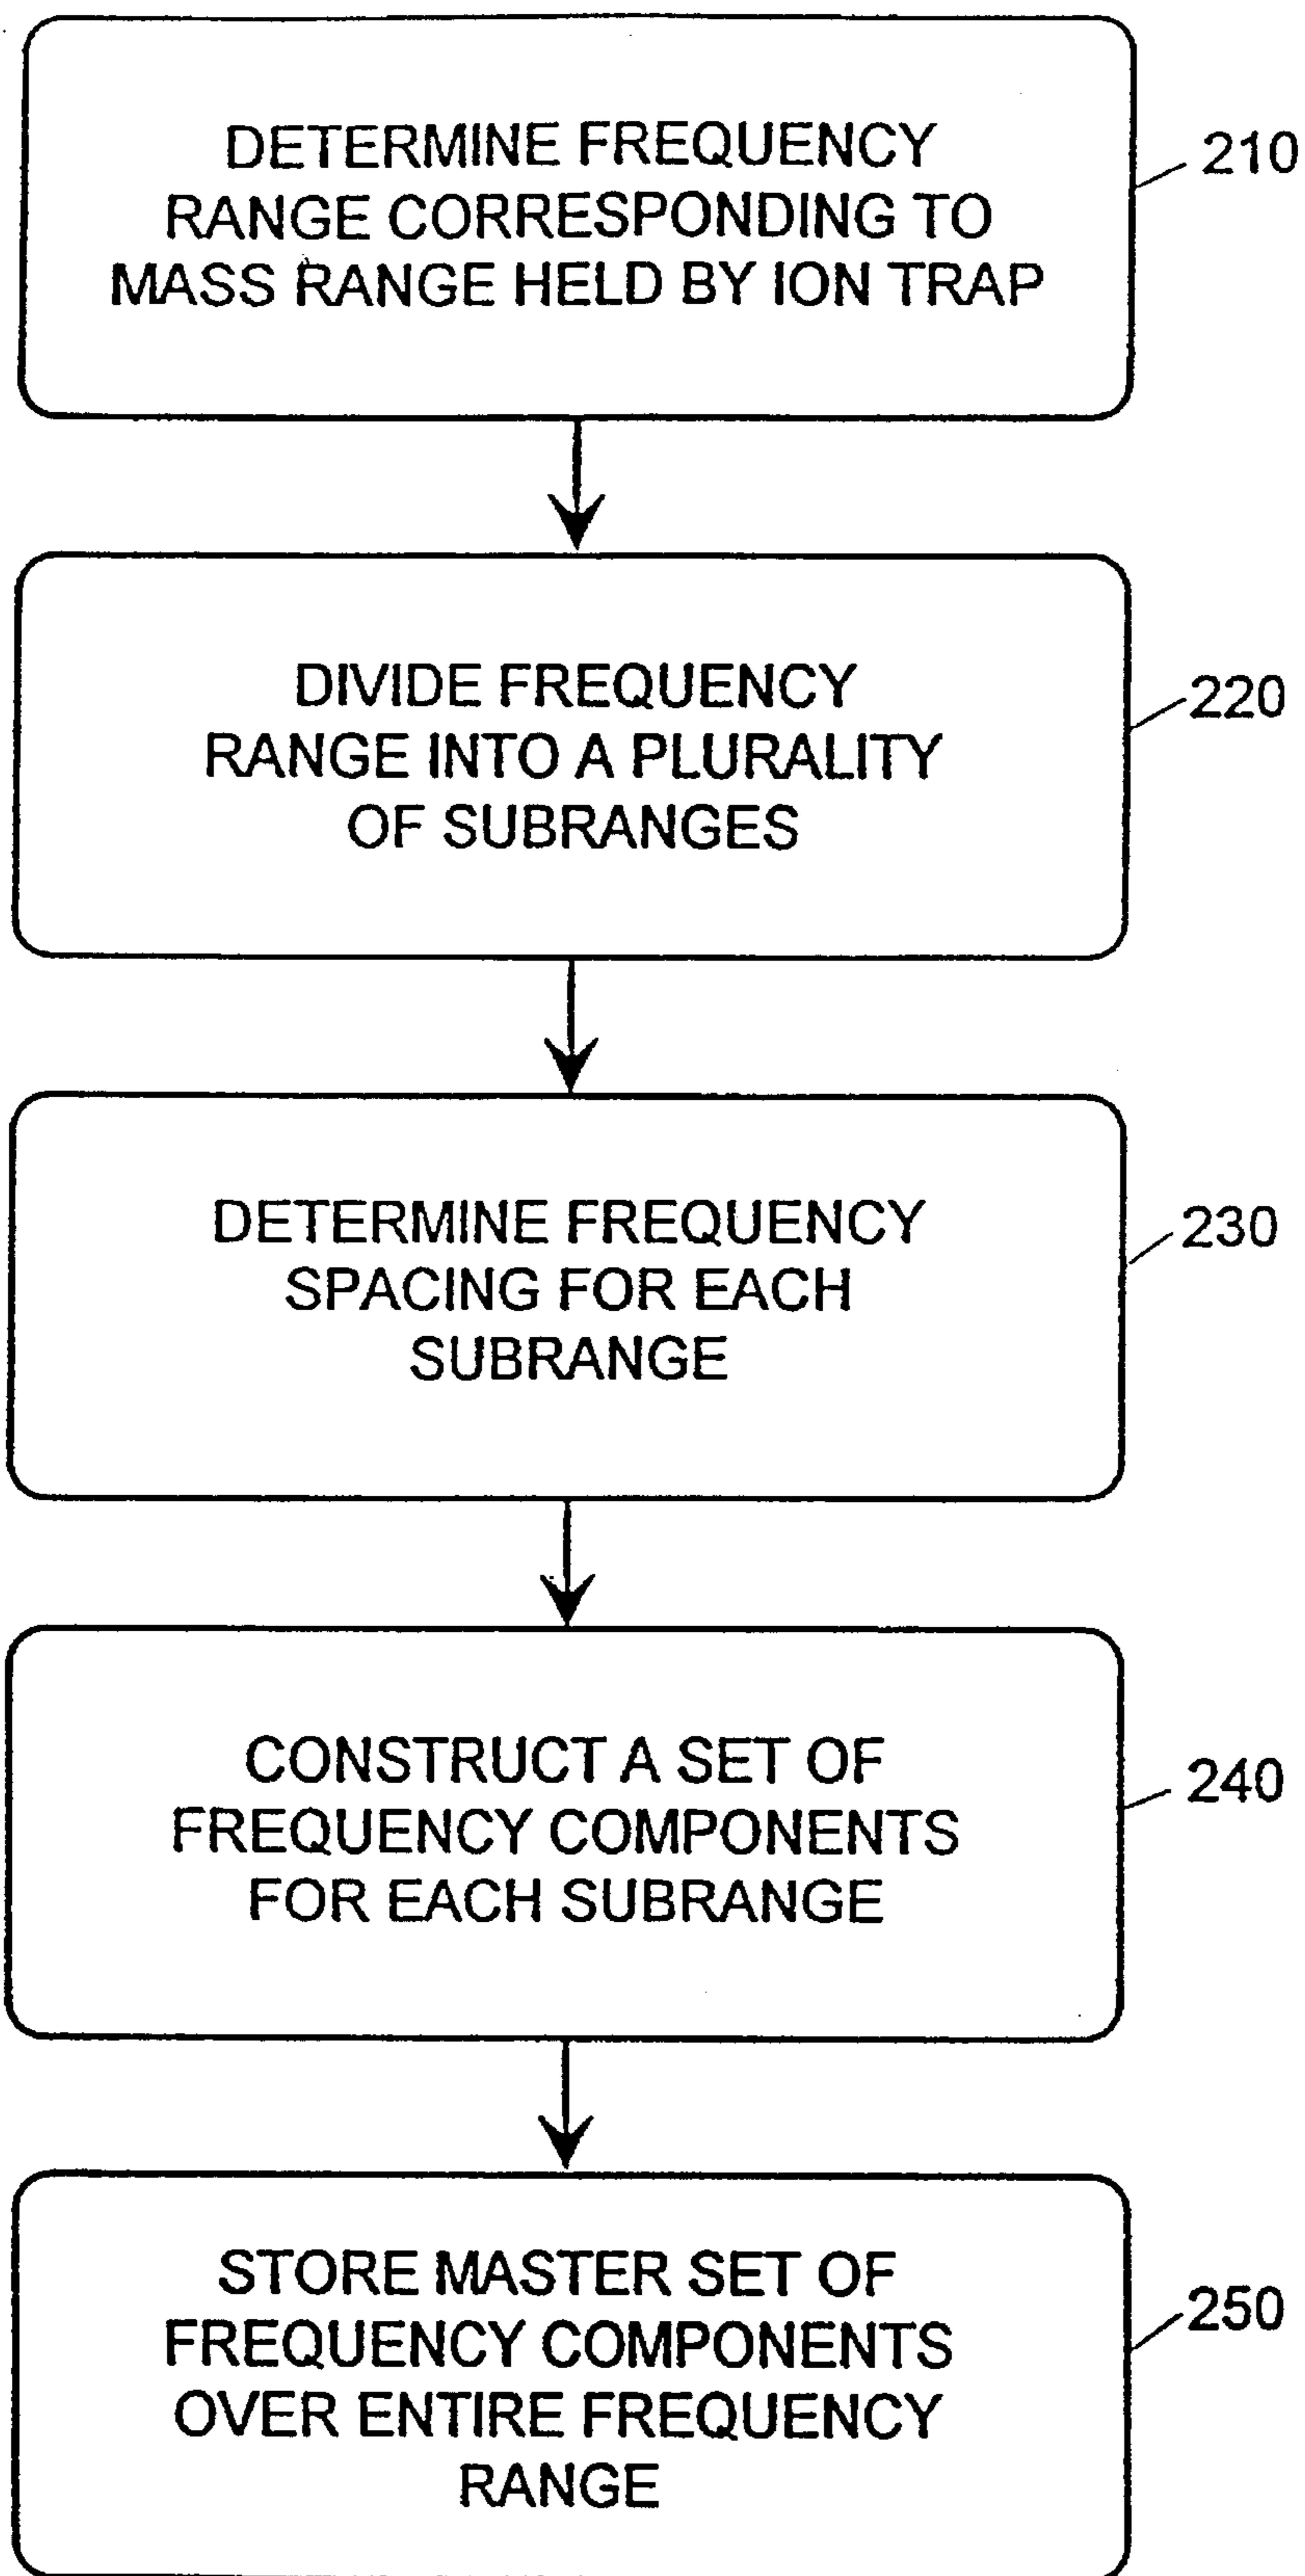 DETERMINE FREQUENCY
RANGE CORRESPONDING TO
MASS RANGE HELD BY ION TRAP
210
DIVIDE FREQUENCY
RANGE INTO A PLURALITY
OF SUBRANGES
220
DETERMINE FREQUENCY
SPACING FOR EACH
SUBRANGE
230
CONSTRUCT A SET OF
FREQUENCY COMPONENTS
FOR EACH SUBRANGE
240
STORE MASTER SET OF
FREQUENCY COMPONENTS
OVER ENTIRE FREQUENCY
RANGE
250